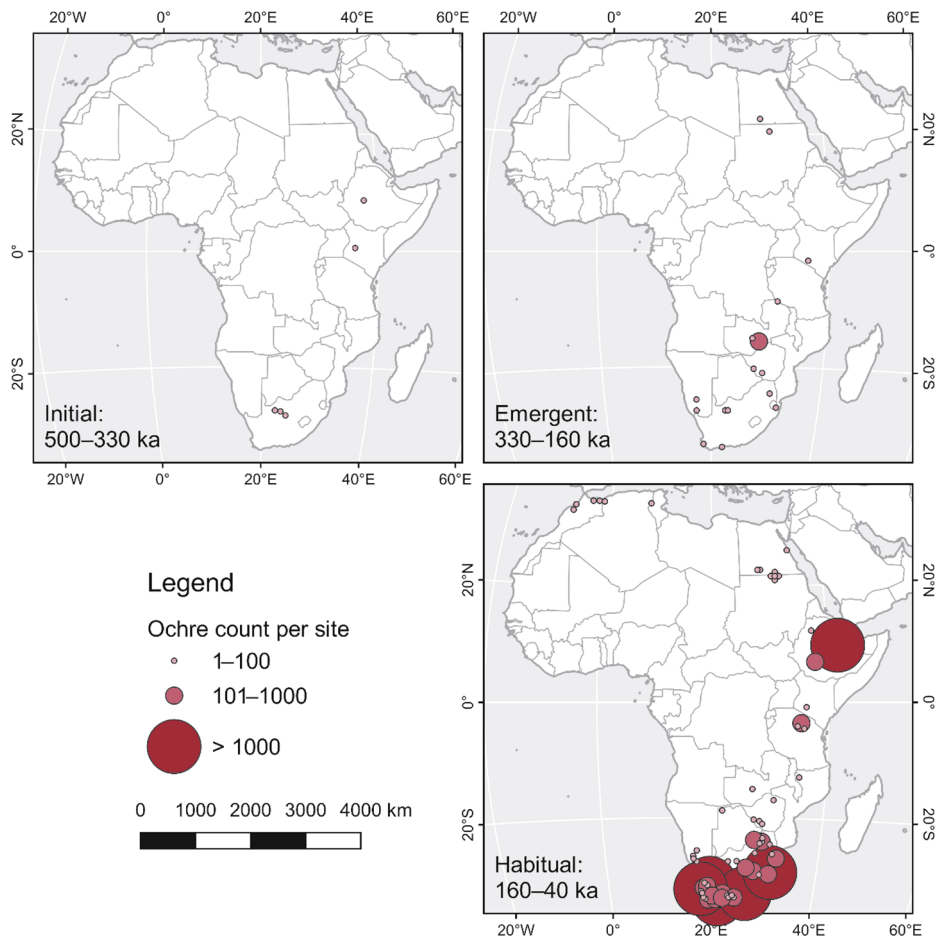 20°W 0° 20°E 40°E 60°E
0° 20°E 40°E 60°E
20°N
0°
20°S
20°N
0°
20°S
Initial:
500–330 ka
Emergent:
330–160 ka
20°W 0° 20°E 40°E 60°E
Legend
Ochre count per site
1–100
101–1000
> 1000
0 1000 2000 3000 4000 km
20°N
0°
20°S
20°N
0°
20°S
Habitual:
160–40 ka
20°W 0° 20°E 40°E 60°E